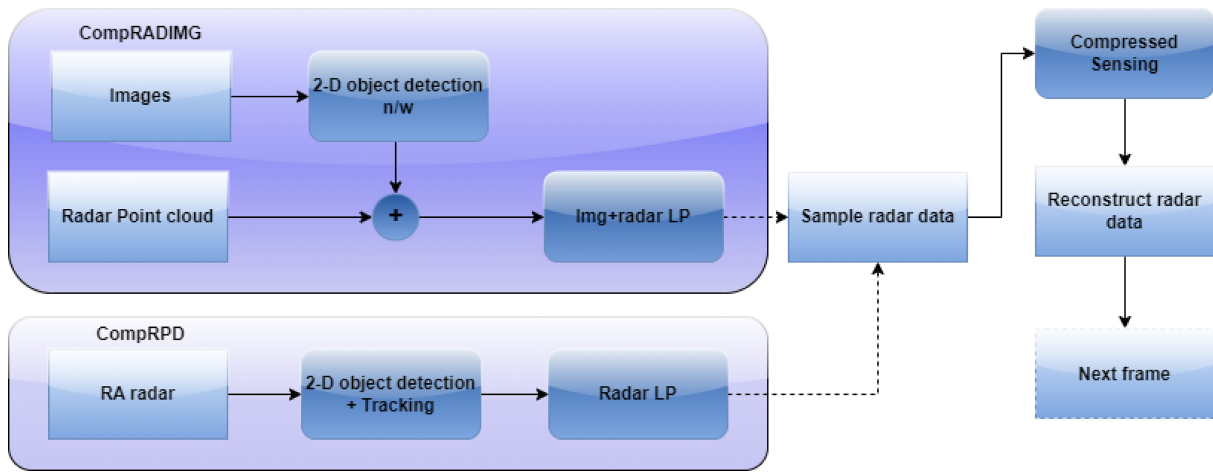 CompRADIMG
Images
2-D object detection
n/w
Radar Point cloud
+
Img+radar LP
Sample radar data
Compressed
Sensing
Reconstruct radar
data
Next frame
CompRPD
RA radar
2-D object detection
+ Tracking
Radar LP